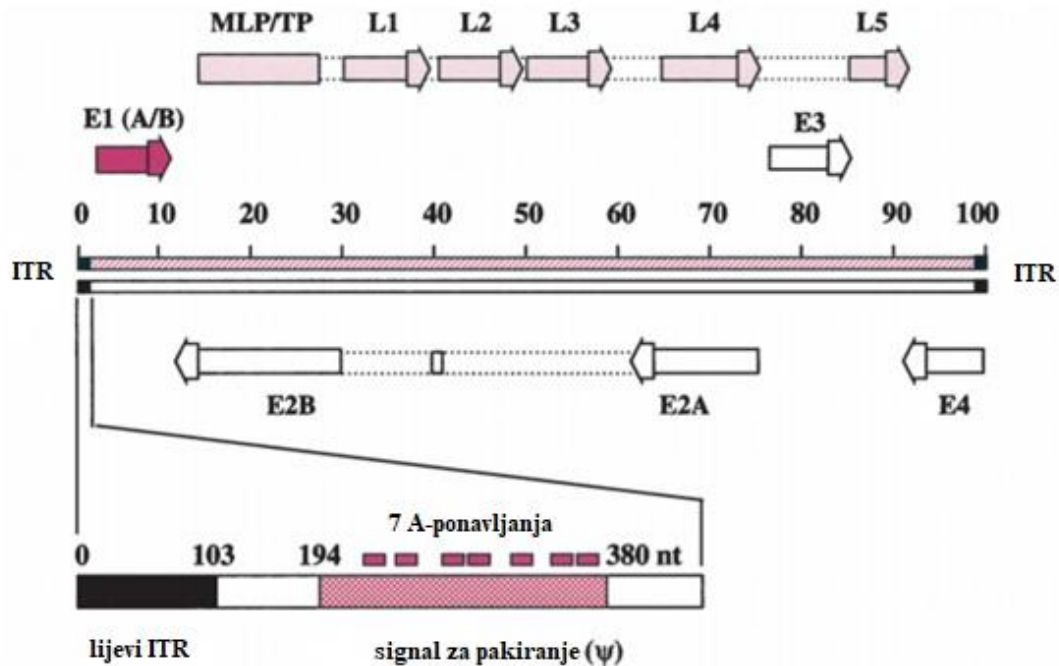 MLP/TP L1 L2 L3 L4 L5
E1 (A/B) E3
0 10 20 30 40 50 60 70 80 90 100
ITR ITR
E2B E2A E4
7 A-ponavljanja
0 103 194 380 nt
lijevi ITR signal za pakiranje (ψ)